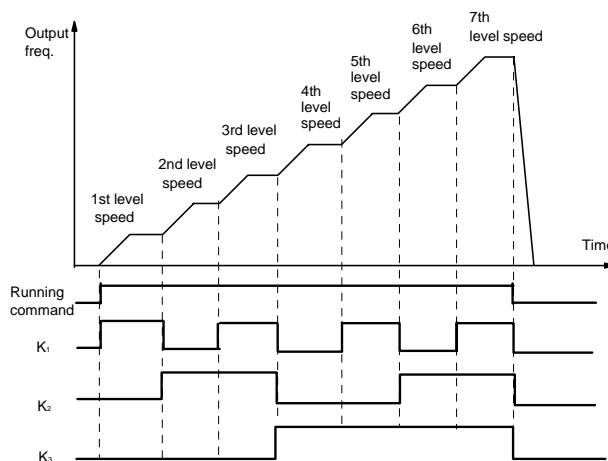 Output
freq.
1st level
speed
2nd level
speed
3rd level
speed
4th
level
speed
5th
level
speed
6th
level
speed
7th
level speed
Time
Running
command
K₁
K₂
K₃